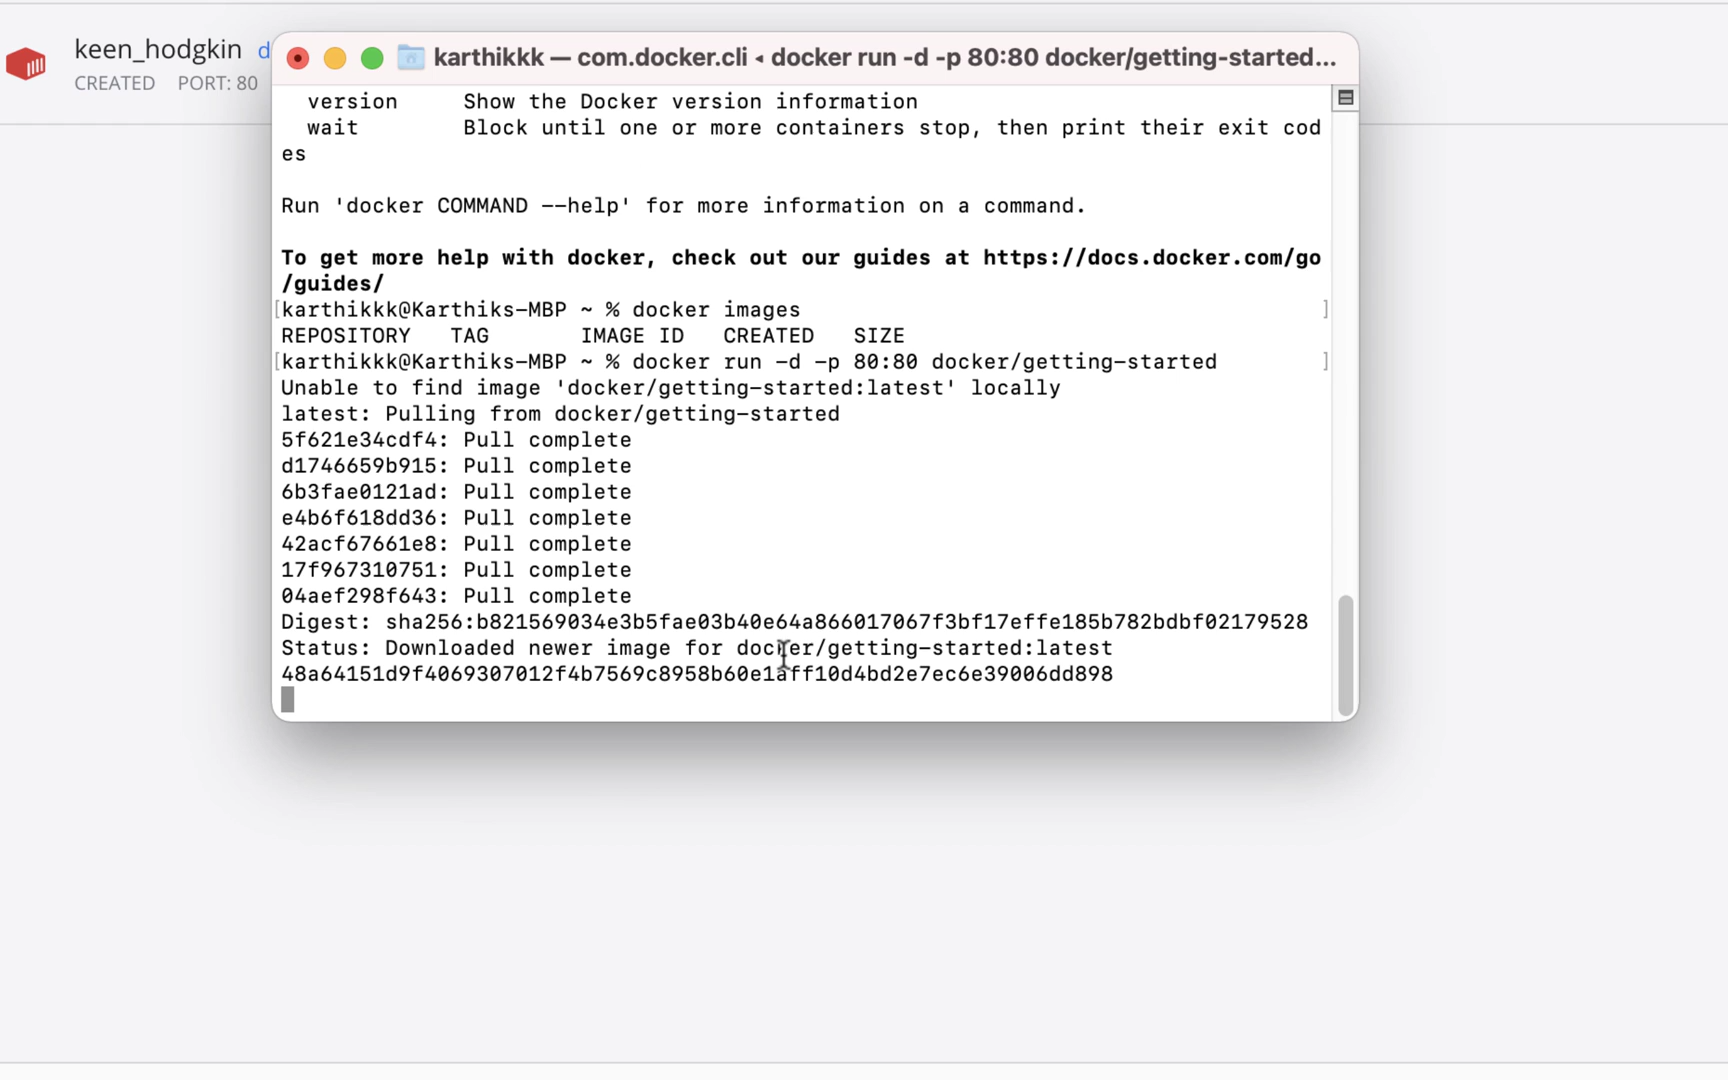 keen_hodgkin
CREATED PORT: 80
karthikkk — com.docker.cli ◂ docker run -d -p 80:80 docker/getting-started...
version Show the Docker version information
wait Block until one or more containers stop, then print their exit cod
es
Run 'docker COMMAND --help' for more information on a command.
To get more help with docker, check out our guides at https://docs.docker.com/go
/guides/
[karthikkk@Karthiks-MBP ~ % docker images ]
REPOSITORY TAG IMAGE ID CREATED SIZE
[karthikkk@Karthiks-MBP ~ % docker run -d -p 80:80 docker/getting-started ]
Unable to find image 'docker/getting-started:latest' locally
latest: Pulling from docker/getting-started
5f621e34cdf4: Pull complete
d1746659b915: Pull complete
6b3fae0121ad: Pull complete
e4b6f618dd36: Pull complete
42acf67661e8: Pull complete
17f967310751: Pull complete
04aef298f643: Pull complete
Digest: sha256:b821569034e3b5fae03b40e64a866017067f3bf17effe185b782bdbf02179528
Status: Downloaded newer image for docker/getting-started:latest
48a64151d9f4069307012f4b7569c8958b60e1aff10d4bd2e7ec6e39006dd898